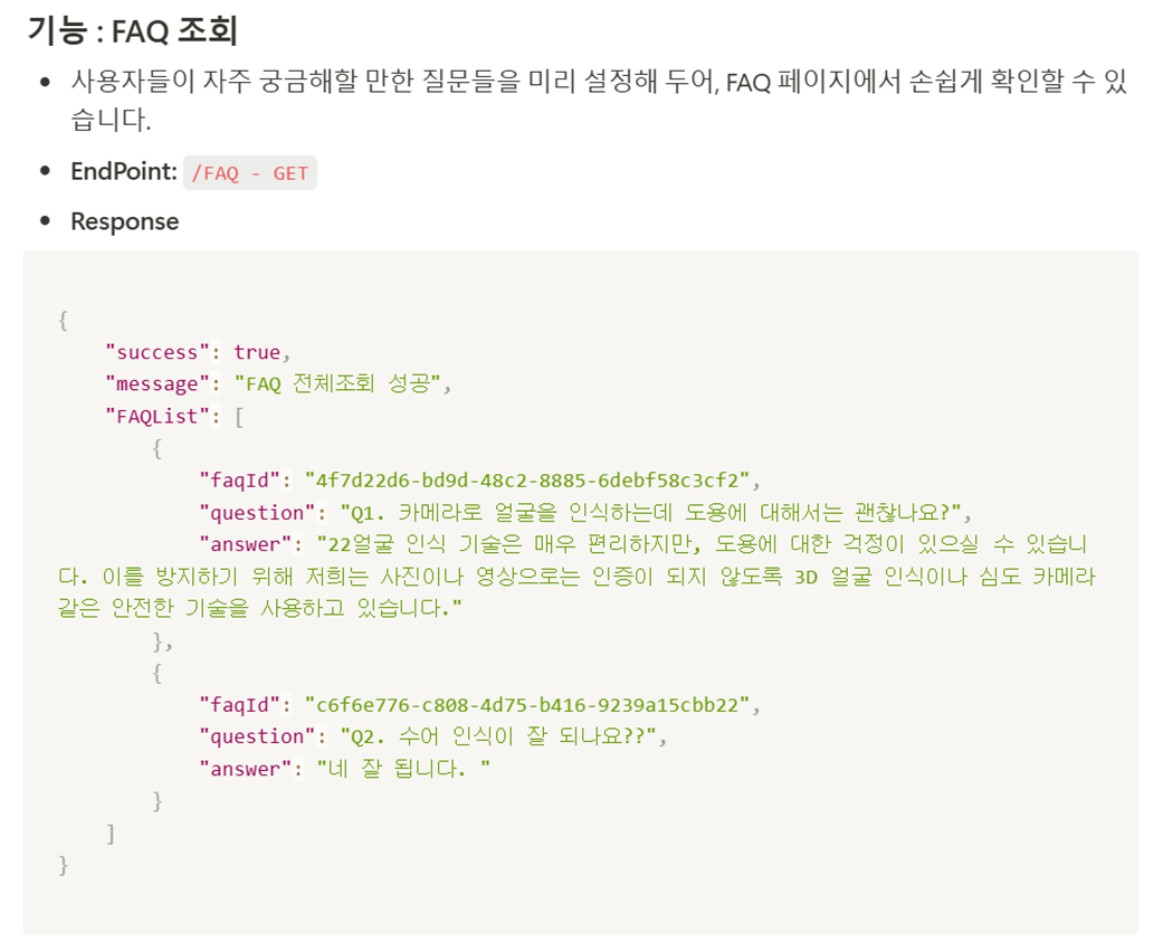 기능 : FAQ 조회
• 사용자들이 자주 궁금해할 만한 질문들을 미리 설정해 두어, FAQ 페이지에서 손쉽게 확인할 수 있
습니다.
• EndPoint: /FAQ - GET
• Response
{
    "success": true,
    "message": "FAQ 전체조회 성공",
    "FAQList": [
        {
            "faqId": "4f7d22d6-bd9d-48c2-8885-6debf58c3cf2",
            "question": "Q1. 카메라로 얼굴을 인식하는데 도용에 대해서는 괜찮나요?",
            "answer": "22얼굴 인식 기술은 매우 편리하지만, 도용에 대한 걱정이 있으실 수 있습니
다. 이를 방지하기 위해 저희는 사진이나 영상으로는 인증이 되지 않도록 3D 얼굴 인식이나 심도 카메라
같은 안전한 기술을 사용하고 있습니다."
        },
        {
            "faqId": "c6f6e776-c808-4d75-b416-9239a15cbb22",
            "question": "Q2. 수어 인식이 잘 되나요??",
            "answer": "네 잘 됩니다. "
        }
    ]
}